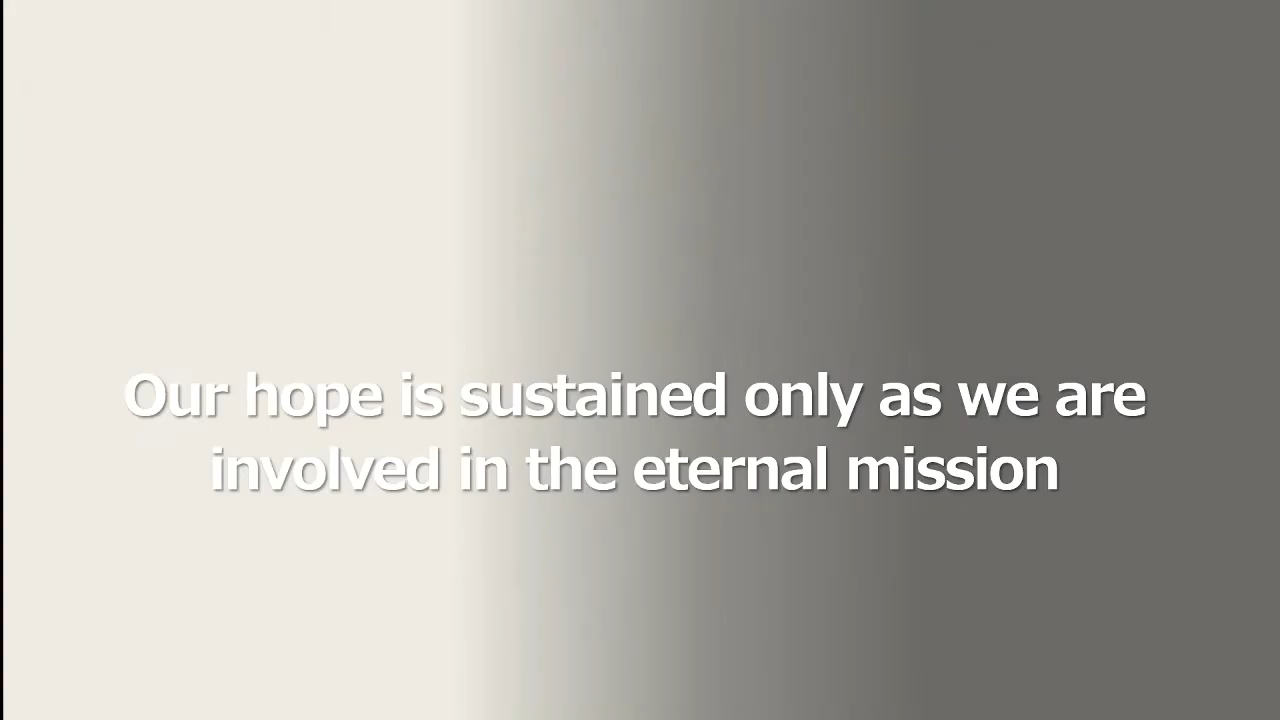 Our hope is sustained only as we are
involved in the eternal mission